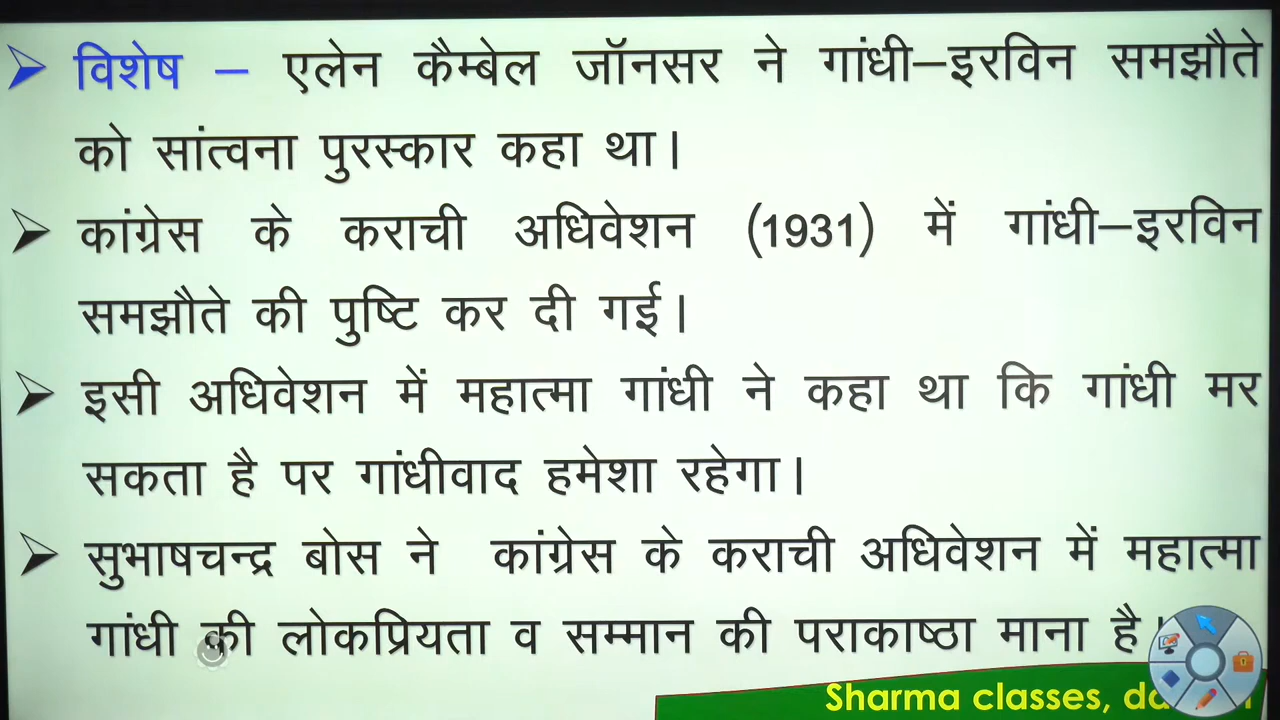 ➢ विशेष – एलेन कैम्बेल जॉनसर ने गांधी–इरविन समझौते
को सांत्वना पुरस्कार कहा था।
➢ कांग्रेस के कराची अधिवेशन (1931) में गांधी–इरविन
समझौते की पुष्टि कर दी गई।
➢ इसी अधिवेशन में महात्मा गांधी ने कहा था कि गांधी मर
सकता है पर गांधीवाद हमेशा रहेगा।
➢ सुभाषचन्द्र बोस ने कांग्रेस के कराची अधिवेशन में महात्मा
गांधी की लोकप्रियता व सम्मान की पराकाष्ठा माना है।
Sharma classes,